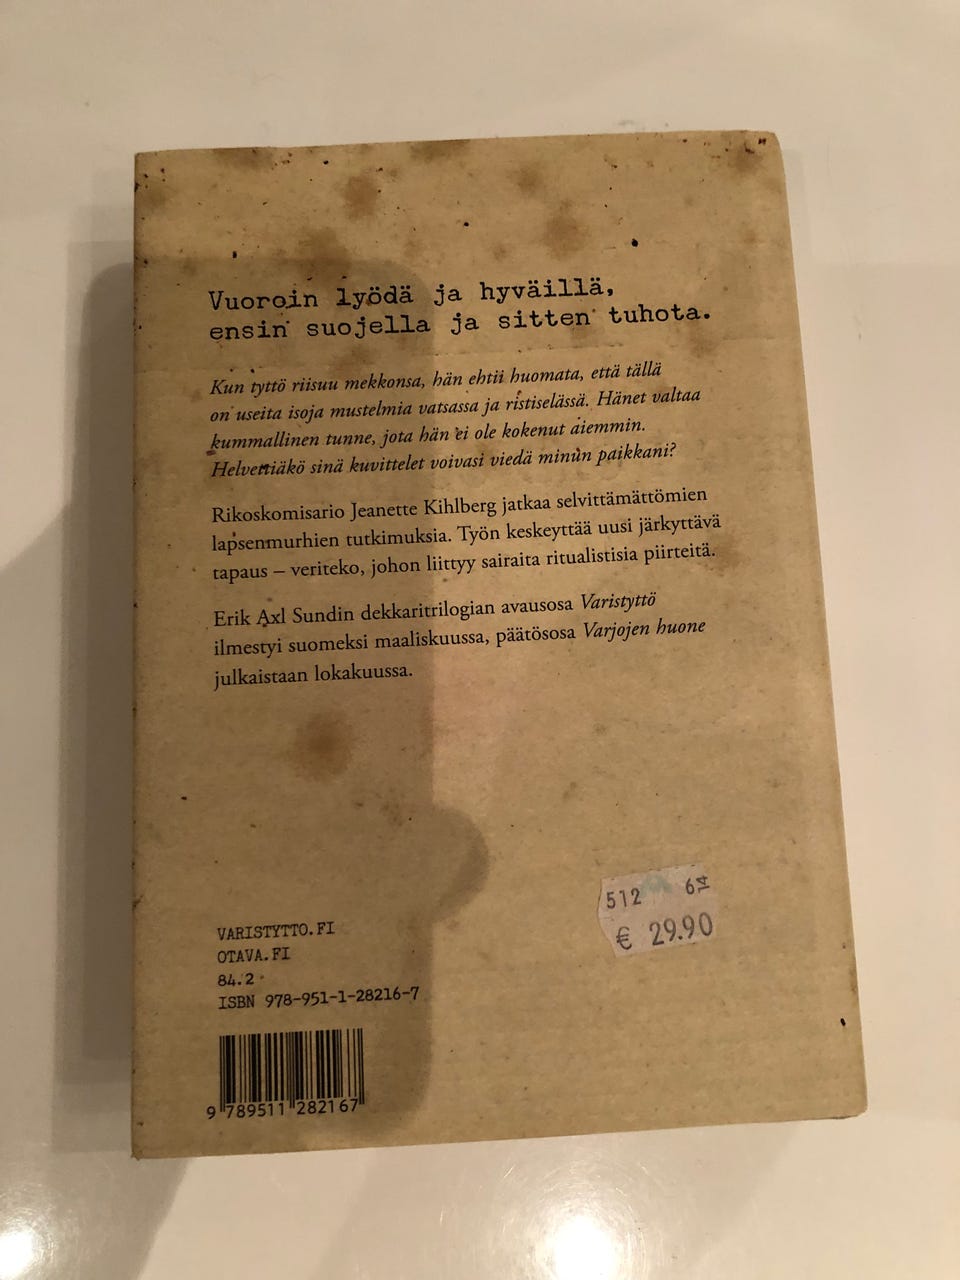 Vuoroin lyödä ja hyväillä,
ensin suojella ja sitten tuhota.
Kun tyttö riisuu mekkonsa, hän ehtii huomata, että tällä
on useita isoja mustelmia vatsassa ja ristiselässä. Hänet valtaa
kummallinen tunne, jota hän ei ole kokenut aiemmin.
Helvettiäkö sinä kuvittelet voivasi viedä minun paikkani?
Rikoskomisario Jeanette Kihlberg jatkaa selvittämättömien
lapsenmurhien tutkimuksia. Työn keskeyttää uusi järkyttävä
tapaus – veriteko, johon liittyy sairaita ritualistisia piirteitä.
Erik Axl Sundin dekkaritrilogian avausosa Varistyttö
ilmestyi suomeksi maaliskuussa, päätösosa Varjojen huone
julkaistaan lokakuussa.
512
€ 29.90
VARISTYTTO.FI
OTAVA.FI
84.2
ISBN 978-951-1-28216-7
9 789511 282167